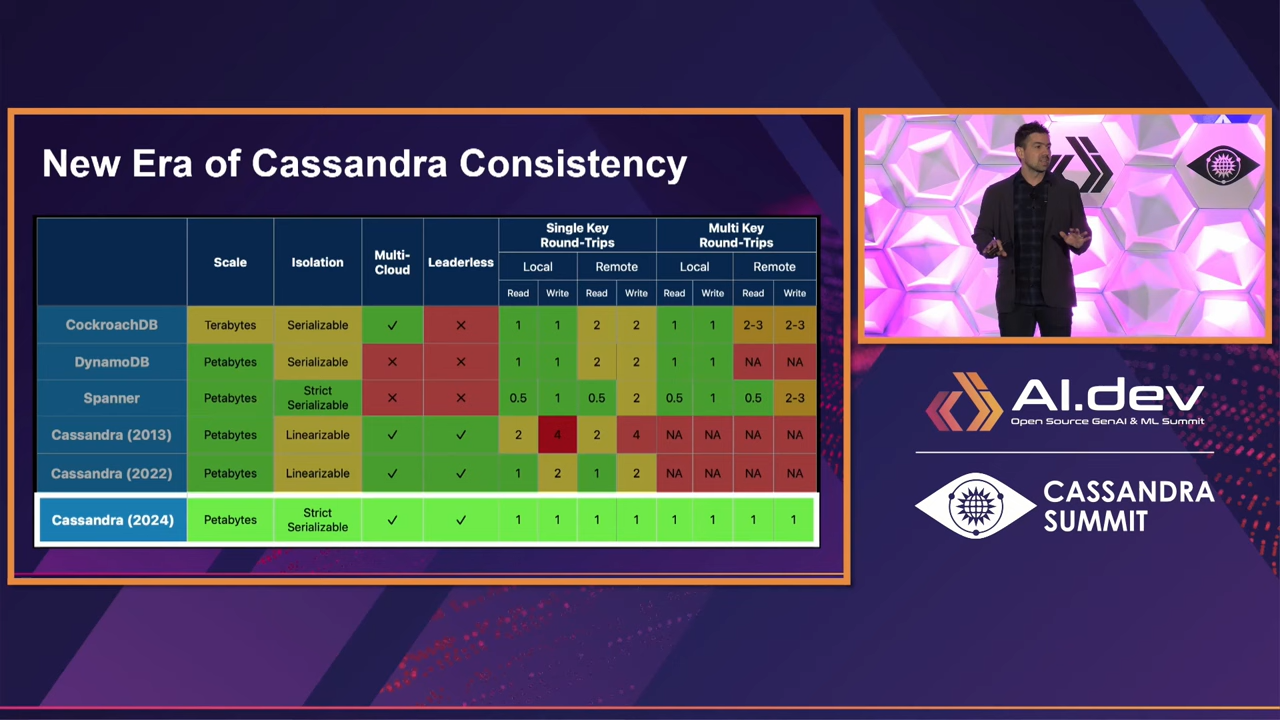 New Era of Cassandra Consistency
Scale Isolation Multi-Cloud Leaderless Single Key Round-Trips Multi Key Round-Trips
Local Remote Local Remote
Read Write Read Write Read Write Read Write
CockroachDB Terabytes Serializable ✓ ✕ 1 1 2 2 1 1 2-3 2-3
DynamoDB Petabytes Serializable ✕ ✕ 1 1 2 2 1 1 NA NA
Spanner Petabytes Strict Serializable ✕ ✕ 0.5 1 0.5 2 0.5 1 0.5 2-3
Cassandra (2013) Petabytes Linearizable ✓ ✓ 2 4 2 4 NA NA NA NA
Cassandra (2022) Petabytes Linearizable ✓ ✓ 1 2 1 2 NA NA NA NA
Cassandra (2024) Petabytes Strict Serializable ✓ ✓ 1 1 1 1 1 1 1 1
AI.dev
Open Source GenAI & ML Summit
CASSANDRA
SUMMIT